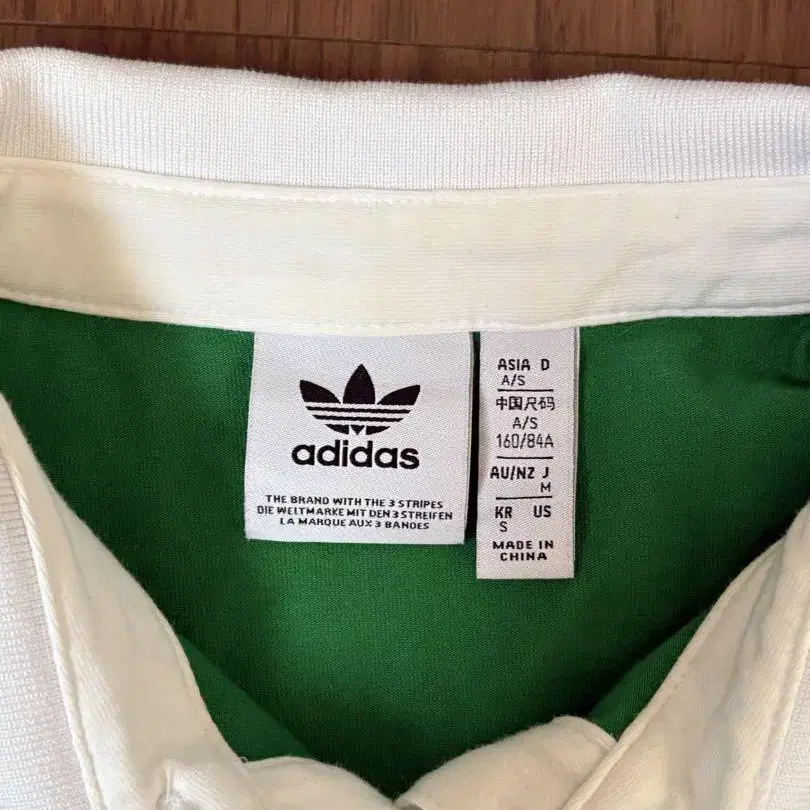 adidas
THE BRAND WITH THE 3 STRIPES
DIE WELTMARKE MIT DEN 3 STREIFEN
LA MARQUE AUX 3 BANDES
ASIA D
A/S
中国尺码
A/S
160/84A
AU/NZ J
M
KR US
S
MADE IN
CHINA